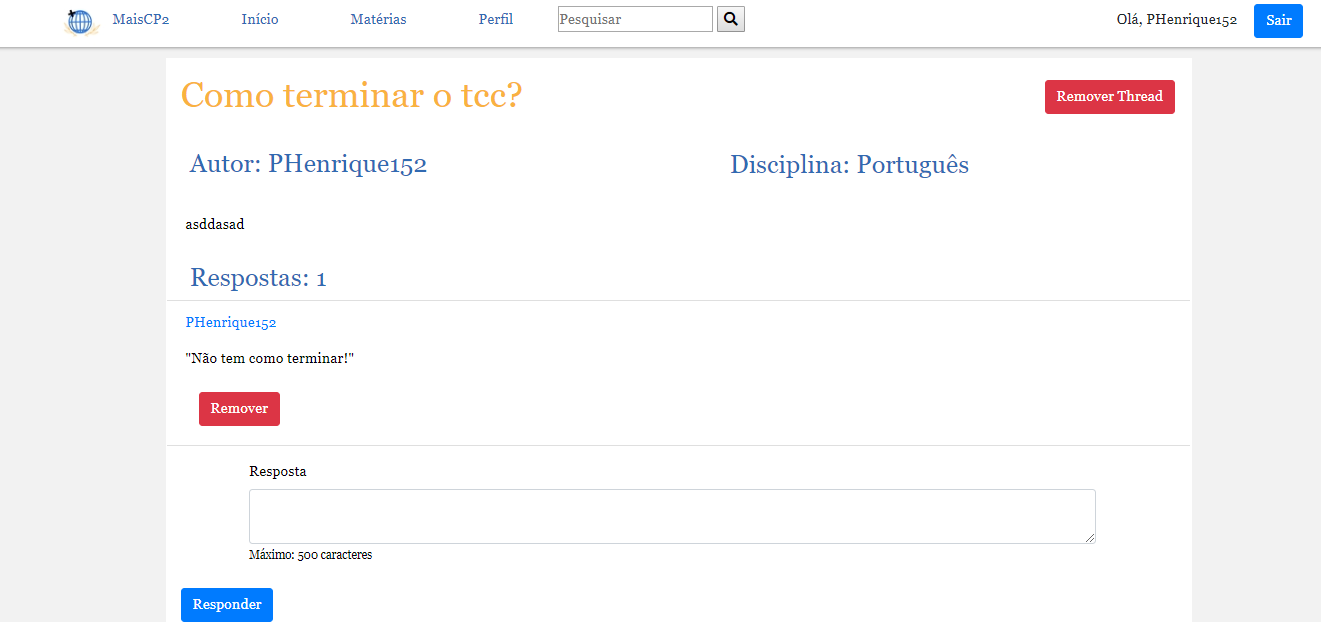 MaisCP2 Início Matérias Perfil Pesquisar Olá, PHenrique152 Sair
Como terminar o tcc? Remover Thread
Autor: PHenrique152 Disciplina: Português
asddasad
Respostas: 1
PHenrique152
"Não tem como terminar!"
Remover
Resposta
Máximo: 500 caracteres
Responder